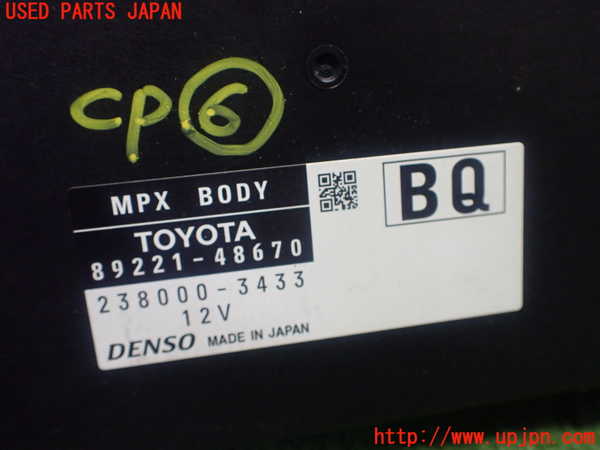 USED PARTS JAPAN
CP⑥
MPX BODY
BQ
TOYOTA
89221-48670
238000-3433
12V
DENSO MADE IN JAPAN
http://www.upjpn.com/